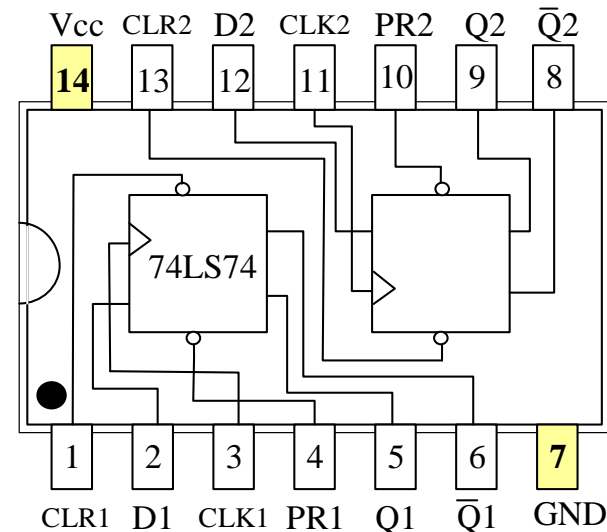 Vcc CLR2 D2 CLK2 PR2 Q2 Q̅2
14 13 12 11 10 9 8
74LS74
1 2 3 4 5 6 7
CLR1 D1 CLK1 PR1 Q1 Q̅1 GND